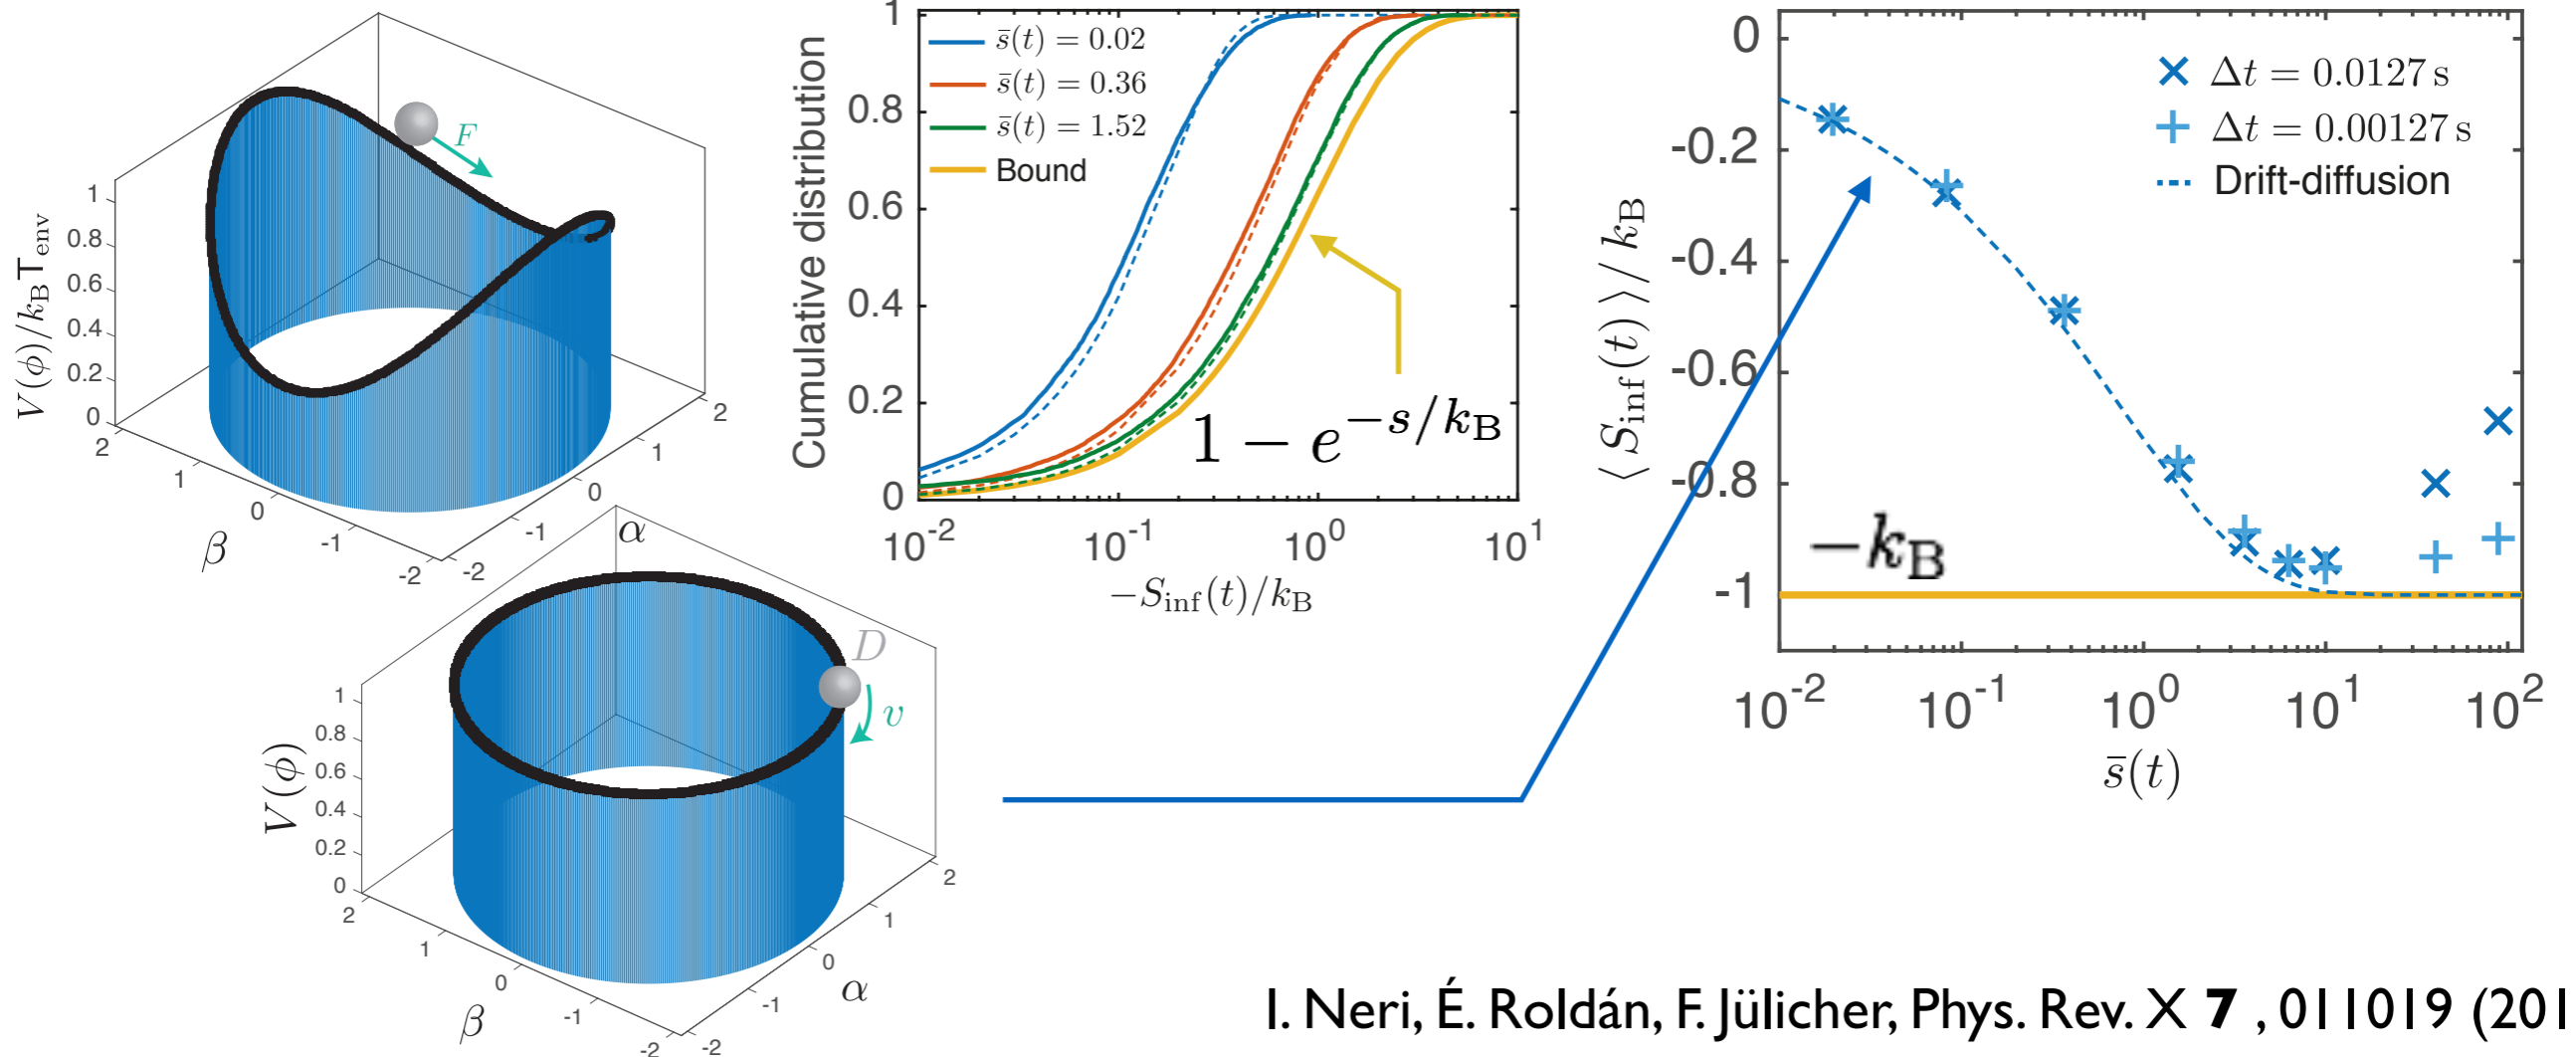 V(ϕ)/k_B T_env
1
0.8
0.6
0.4
0.2
0
2
1
0
-1
-2
β
-2
-1
0
1
2
α
F
V(ϕ)
1
0.8
0.6
0.4
0.2
0
2
1
0
-1
-2
β
-2
-1
0
1
2
α
D
v
Cumulative distribution
1
0.8
0.6
0.4
0.2
0
s̄(t) = 0.02
s̄(t) = 0.36
s̄(t) = 1.52
Bound
1 − e^{−s/k_B}
10^-2 10^-1 10^0 10^1
−S_inf(t)/k_B
⟨S_inf(t)⟩/k_B
0
-0.2
-0.4
-0.6
-0.8
-1
Δt = 0.0127 s
Δt = 0.00127 s
Drift-diffusion
−k_B
10^-2 10^-1 10^0 10^1 10^2
s̄(t)
I. Neri, É. Roldán, F. Jülicher, Phys. Rev. X 7 , 011019 (201